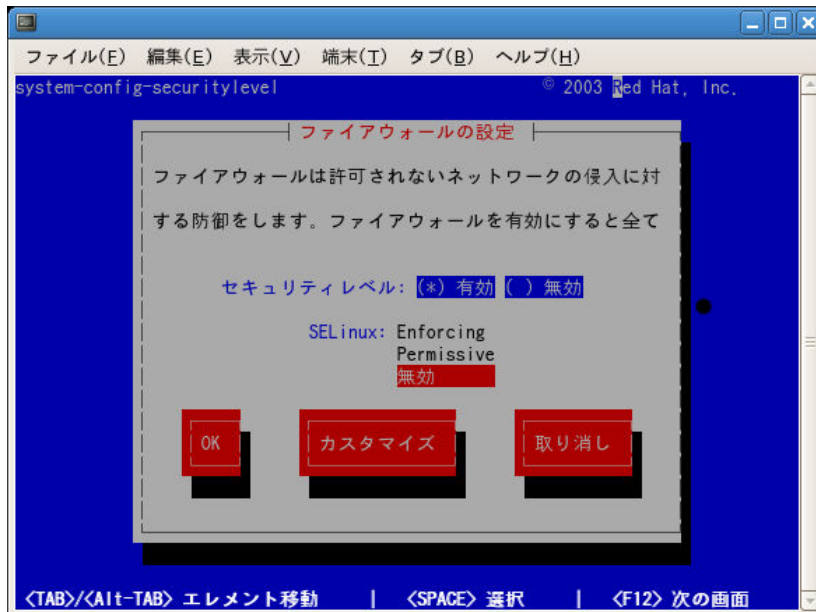 ファイル(F) 編集(E) 表示(V) 端末(T) タブ(B) ヘルプ(H)
system-config-securitylevel © 2003 Red Hat, Inc.
ファイアウォールの設定
ファイアウォールは許可されないネットワークの侵入に対
する防御をします。ファイアウォールを有効にすると全て
セキュリティレベル: (*) 有効 ( ) 無効
SELinux: Enforcing
Permissive
無効
OK カスタマイズ 取り消し
<TAB>/<Alt-TAB> エレメント移動 | <SPACE> 選択 | <F12> 次の画面